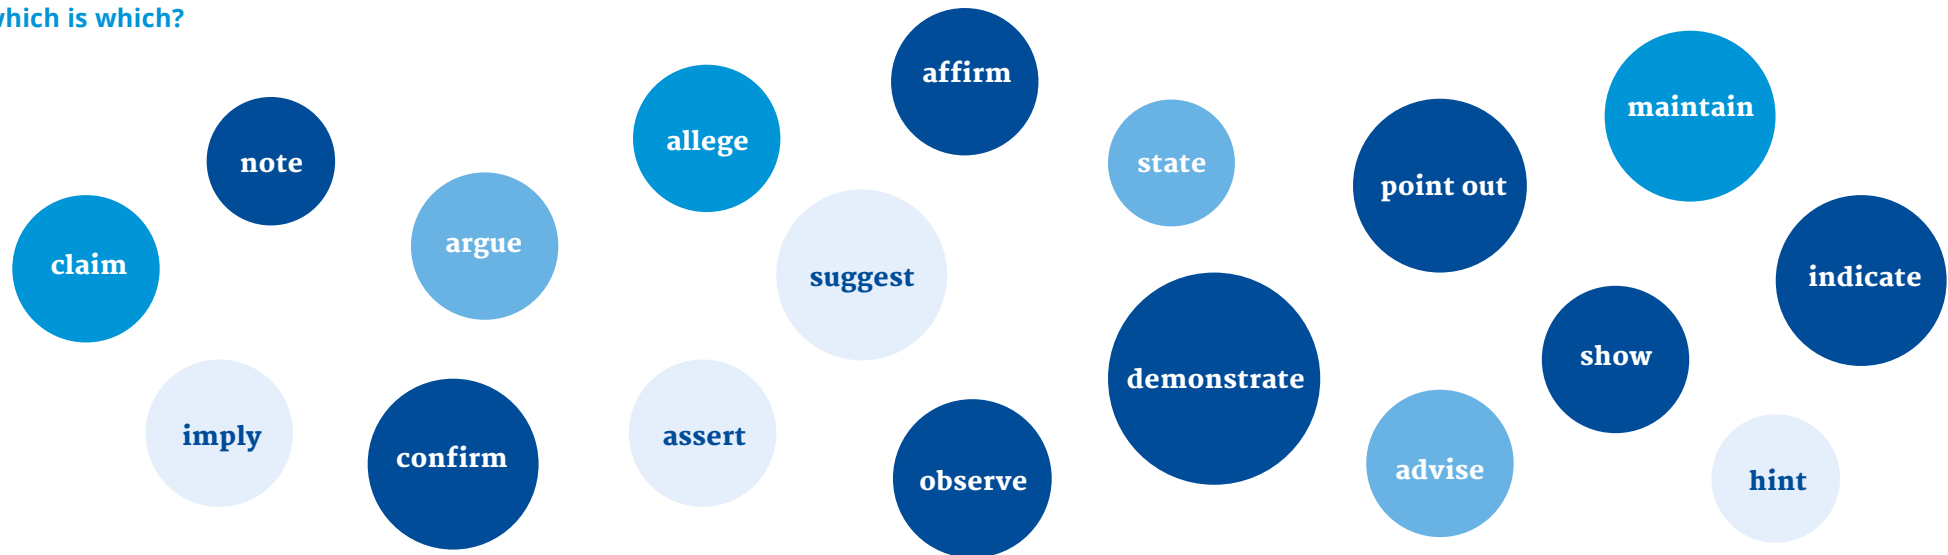 which is which?
affirm
maintain
allege
note
state
point out
argue
claim
suggest
indicate
show
demonstrate
imply
assert
confirm
advise
observe
hint